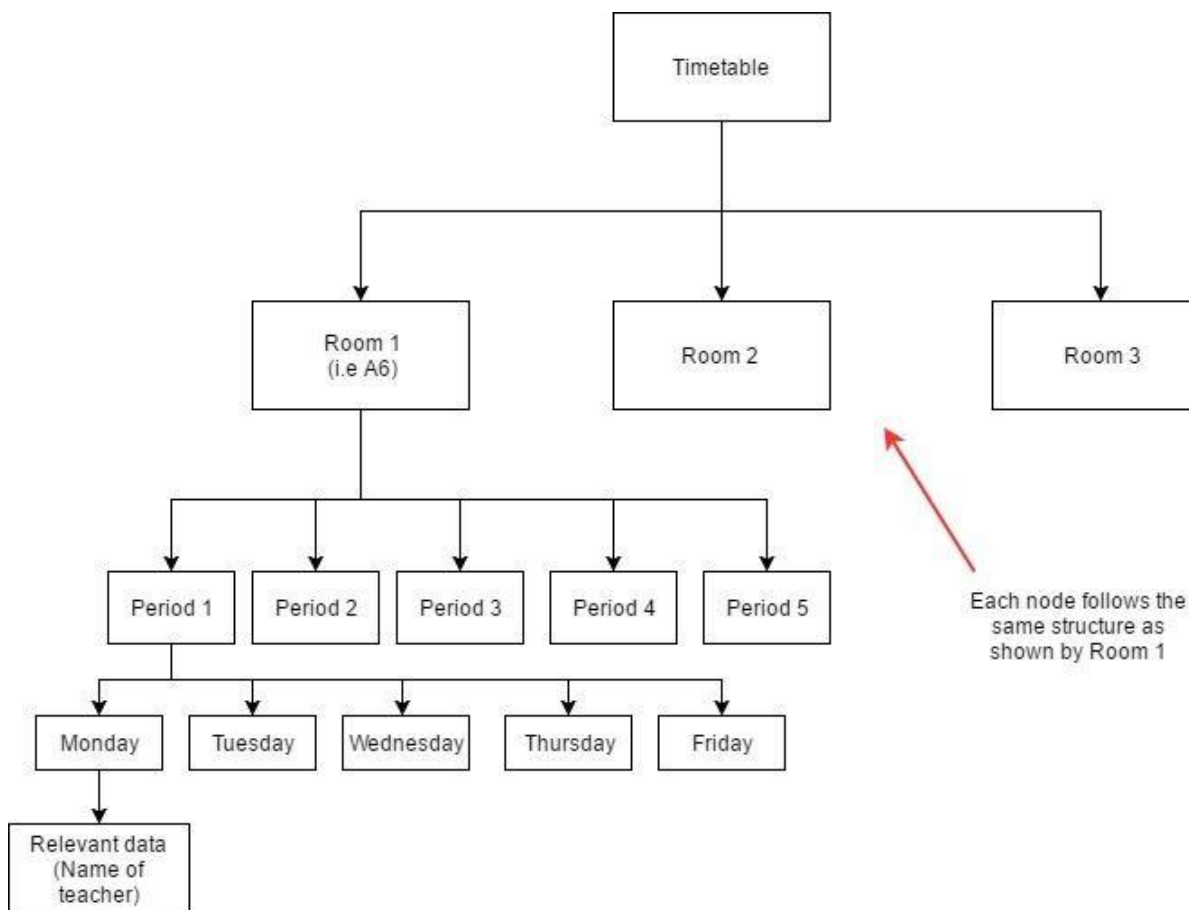 Timetable
Room 1
(i.e A6)
Room 2
Room 3
Period 1
Period 2
Period 3
Period 4
Period 5
Each node follows the
same structure as
shown by Room 1
Monday
Tuesday
Wednesday
Thursday
Friday
Relevant data
(Name of
teacher)